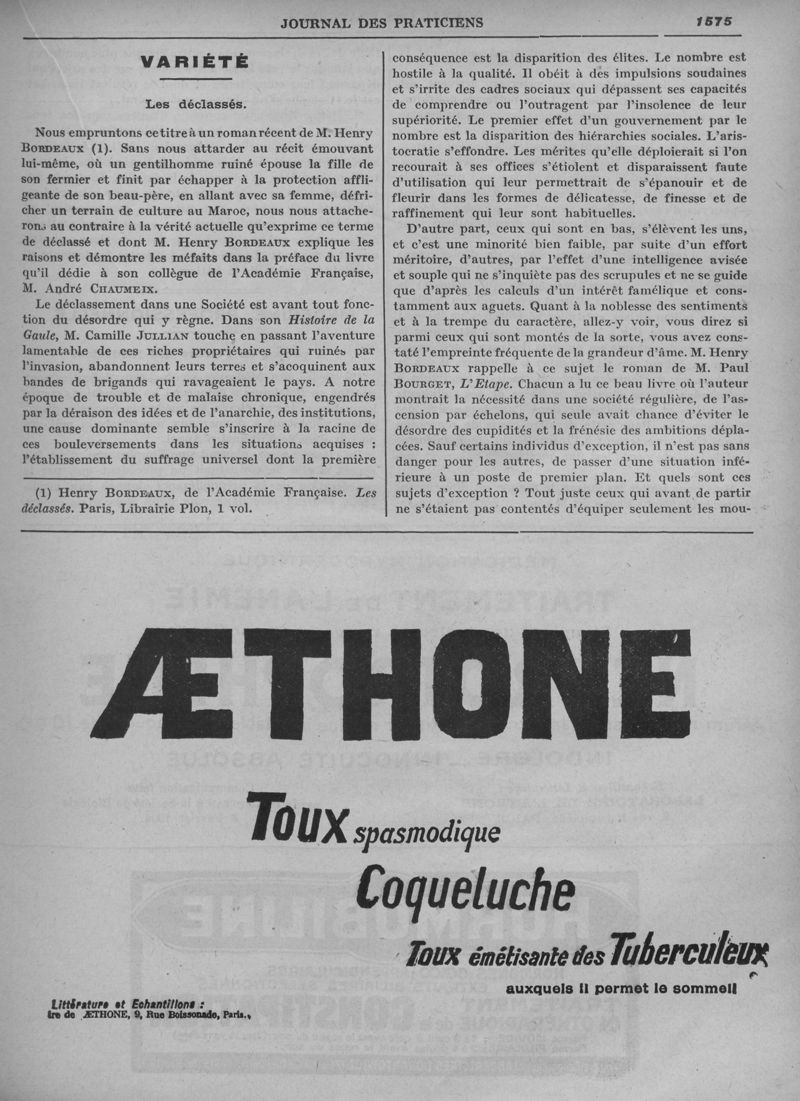 JOURNAL DES PRATICIENS
1575
VARIÉTÉ
Les déclassés.
Nous empruntons ce titre à un roman récent de M. Henry
BORDEAUX (1). Sans nous attarder au récit émouvant
lui-même, où un gentilhomme ruiné épouse la fille de
son fermier et finit par échapper à la protection affli-
geante de son beau-père, en allant avec sa femme, défri-
cher un terrain de culture au Maroc, nous nous attache-
rons au contraire à la vérité actuelle qu'exprime ce terme
de déclassé et dont M. Henry BORDEAUX explique les
raisons et démontre les méfaits dans la préface du livre
qu'il dédie à son collègue de l'Académie Française,
M. André CHAUMEIX.
Le déclassement dans une Société est avant tout fonc-
tion du désordre qui y règne. Dans son Histoire de la
Gaule, M. Camille JULLIAN touche en passant l'aventure
lamentable de ces riches propriétaires qui ruinés par
l'invasion, abandonnent leurs terres et s'acoquinent aux
bandes de brigands qui ravageaient le pays. A notre
époque de trouble et de malaise chronique, engendrés
par la déraison des idées et de l'anarchie, des institutions,
une cause dominante semble s'inscrire à la racine de
ces bouleversements dans les situations acquises :
l'établissement du suffrage universel dont la première
(1) Henry BORDEAUX, de l'Académie Française. Les
déclassés. Paris, Librairie Plon, 1 vol.
conséquence est la disparition des élites. Le nombre est
hostile à la qualité. Il obéit à des impulsions soudaines
et s'irrite des cadres sociaux qui dépassent ses capacités
de comprendre ou l'outragent par l'insolence de leur
supériorité. Le premier effet d'un gouvernement par le
nombre est la disparition des hiérarchies sociales. L'aris-
tocratie s'effondre. Les mérites qu'elle déploierait si l'on
recourait à ses offices s'étiolent et disparaissent faute
d'utilisation qui leur permettrait de s'épanouir et de
fleurir dans les formes de délicatesse, de finesse et de
raffinement qui leur sont habituelles.
D'autre part, ceux qui sont en bas, s'élèvent les uns,
et c'est une minorité bien faible, par suite d'un effort
méritoire, d'autres, par l'effet d'une intelligence avisée
et souple qui ne s'inquiète pas des scrupules et ne se guide
que d'après les calculs d'un intérêt famélique et cons-
tamment aux aguets. Quant à la noblesse des sentiments
et à la trempe du caractère, allez-y voir, vous direz si
parmi ceux qui sont montés de la sorte, vous avez cons-
taté l'empreinte fréquente de la grandeur d'âme. M. Henry
BORDEAUX rappelle à ce sujet le roman de M. Paul
BOURGET, L'Etape. Chacun a lu ce beau livre où l'auteur
montrait la nécessité dans une société régulière, de l'as-
cension par échelons, qui seule avait chance d'éviter le
désordre des cupidités et la frénésie des ambitions dépla-
cées. Sauf certains individus d'exception, il n'est pas sans
danger pour les autres, de passer d'une situation infé-
rieure à un poste de premier plan. Et quels sont ces
sujets d'exception ? Tout juste ceux qui avant de partir
ne s'étaient pas contentés d'équiper seulement les mou-
ÆTHONE
Toux spasmodique
Coqueluche
Toux émétisante des Tuberculeux
auxquels il permet le sommeil
Littérature et Echantillons :
tre de ÆTHONE, 9, Rue Boissonade, Paris.